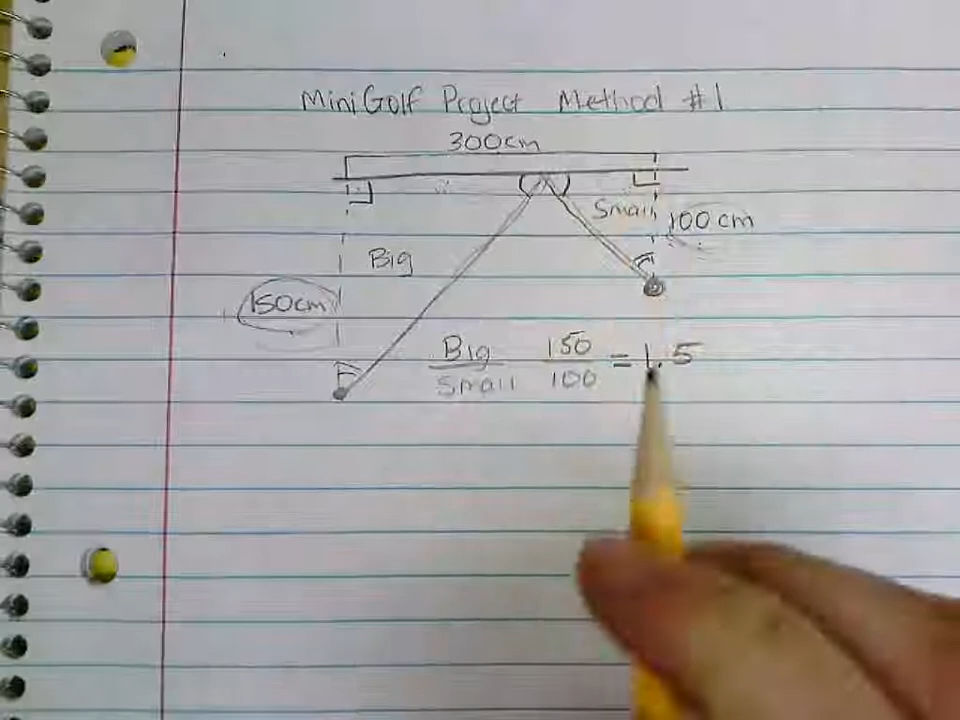 Mini Golf Project Method #1
300cm
Small 100 cm
Big
150cm
Big 150 = 1.5
Small 100